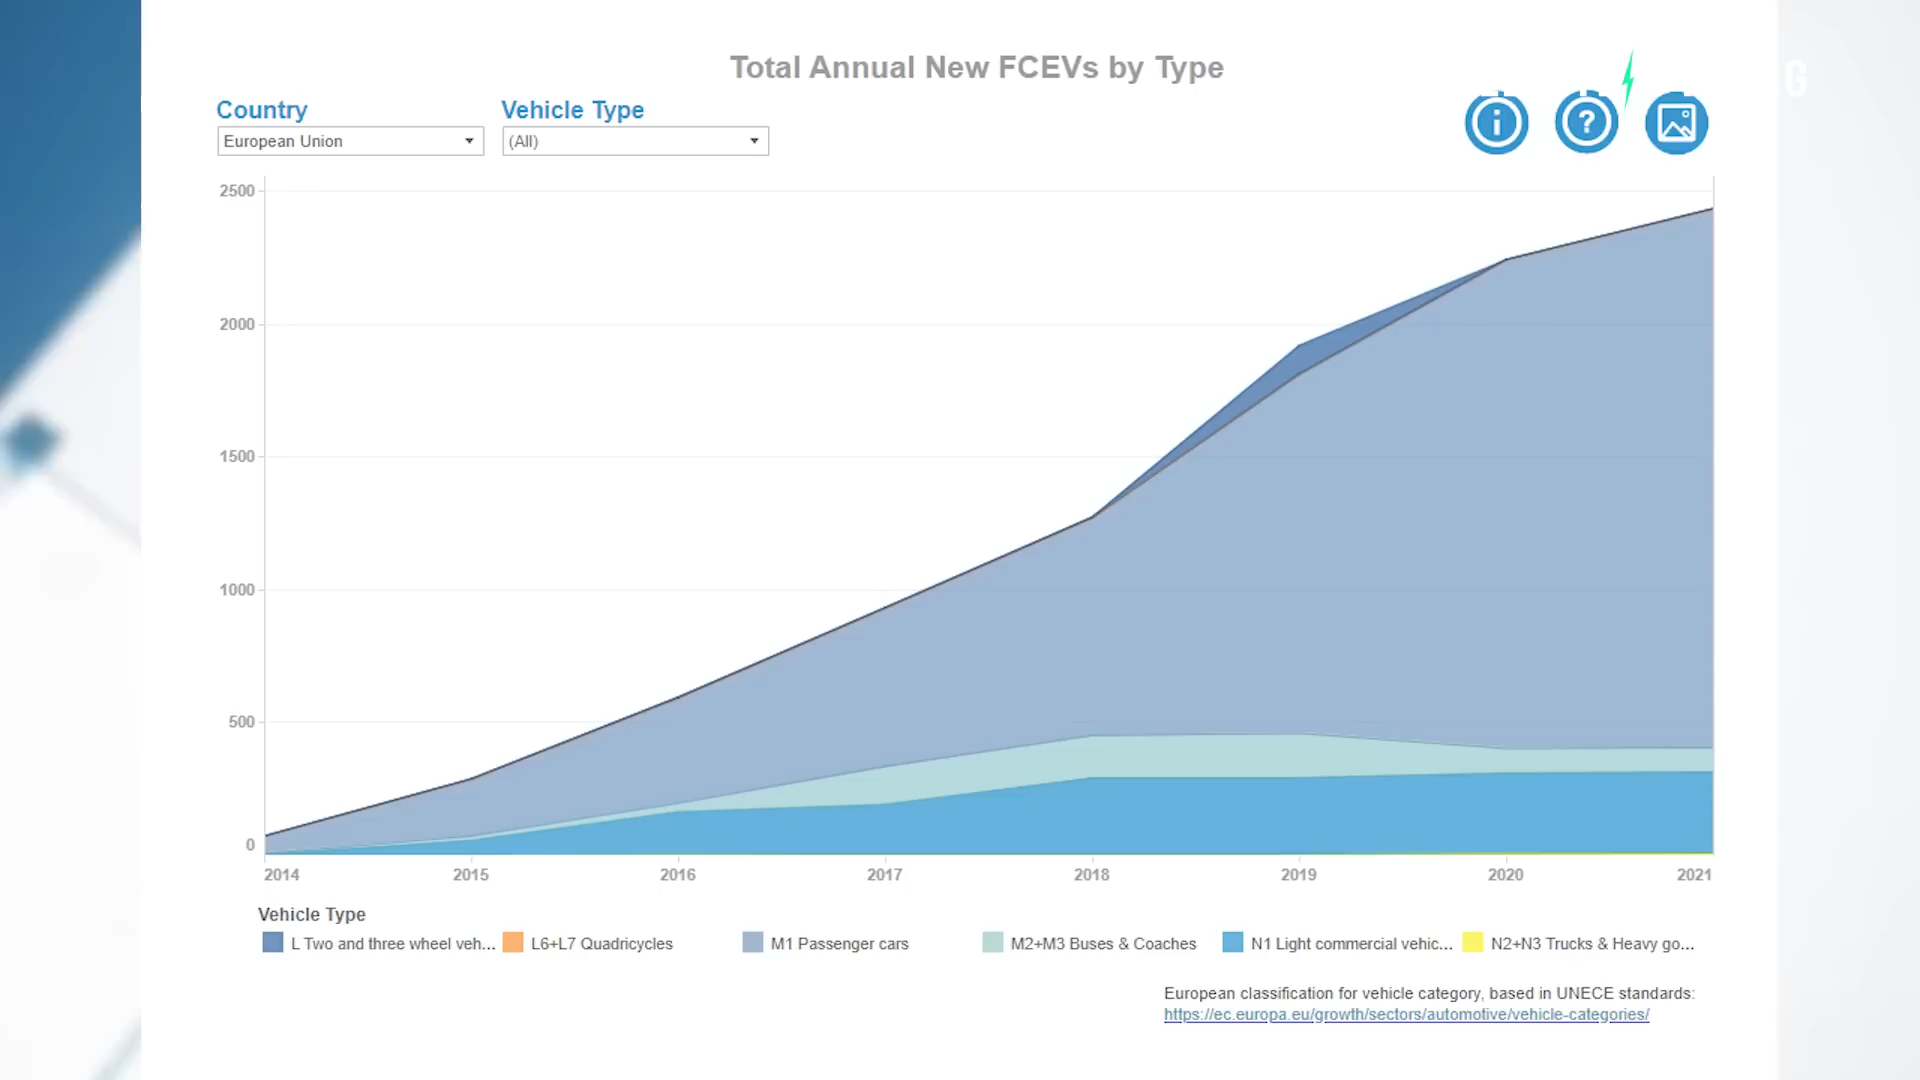 Total Annual New FCEVs by Type
G
Country
Vehicle Type
European Union
(All)
2500
2000
1500
1000
500
0
2014 2015 2016 2017 2018 2019 2020 2021
Vehicle Type
L Two and three wheel veh... L6+L7 Quadricycles M1 Passenger cars M2+M3 Buses & Coaches N1 Light commercial vehic... N2+N3 Trucks & Heavy go...
European classification for vehicle category, based in UNECE standards:
https://ec.europa.eu/growth/sectors/automotive/vehicle-categories/